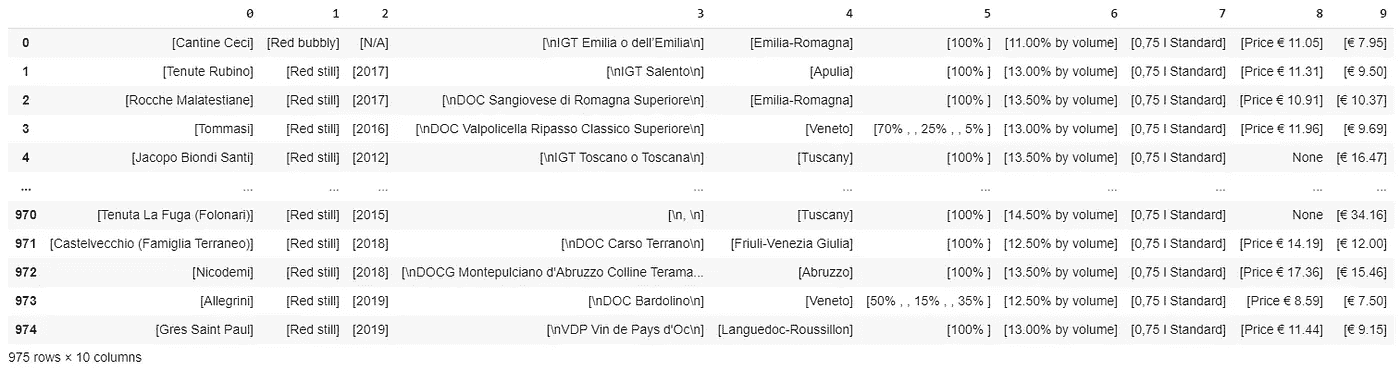 0 1 2 3 4 5 6 7 8 9
0 [Cantine Ceci] [Red bubbly] [N/A] [\nIGT Emilia o dell'Emilia\n] [Emilia-Romagna] [100% ] [11.00% by volume] [0,75 l Standard] [Price € 11.05] [€ 7.95]
1 [Tenute Rubino] [Red still] [2017] [\nIGT Salento\n] [Apulia] [100% ] [13.00% by volume] [0,75 l Standard] [Price € 11.31] [€ 9.50]
2 [Rocche Malatestiane] [Red still] [2017] [\nDOC Sangiovese di Romagna Superiore\n] [Emilia-Romagna] [100% ] [13.50% by volume] [0,75 l Standard] [Price € 10.91] [€ 10.37]
3 [Tommasi] [Red still] [2016] [\nDOC Valpolicella Ripasso Classico Superiore\n] [Veneto] [70% , , 25% , , 5% ] [13.00% by volume] [0,75 l Standard] [Price € 11.96] [€ 9.69]
4 [Jacopo Biondi Santi] [Red still] [2012] [\nIGT Toscano o Toscana\n] [Tuscany] [100% ] [13.50% by volume] [0,75 l Standard] None [€ 16.47]
... ... ... ... ... ... ... ... ... ... ...
970 [Tenuta La Fuga (Folonari)] [Red still] [2015] [\n, \n] [Tuscany] [100% ] [14.50% by volume] [0,75 l Standard] None [€ 34.16]
971 [Castelvecchio (Famiglia Terraneo)] [Red still] [2018] [\nDOC Carso Terrano\n] [Friuli-Venezia Giulia] [100% ] [12.50% by volume] [0,75 l Standard] [Price € 14.19] [€ 12.00]
972 [Nicodemi] [Red still] [2018] [\nDOCG Montepulciano d'Abruzzo Colline Terama... [Abruzzo] [100% ] [13.50% by volume] [0,75 l Standard] [Price € 17.36] [€ 15.46]
973 [Allegrini] [Red still] [2019] [\nDOC Bardolino\n] [Veneto] [50% , , 15% , , 35% ] [12.50% by volume] [0,75 l Standard] [Price € 8.59] [€ 7.50]
974 [Gres Saint Paul] [Red still] [2019] [\nVDP Vin de Pays d'Oc\n] [Languedoc-Roussillon] [100% ] [13.00% by volume] [0,75 l Standard] [Price € 11.44] [€ 9.15]
975 rows × 10 columns